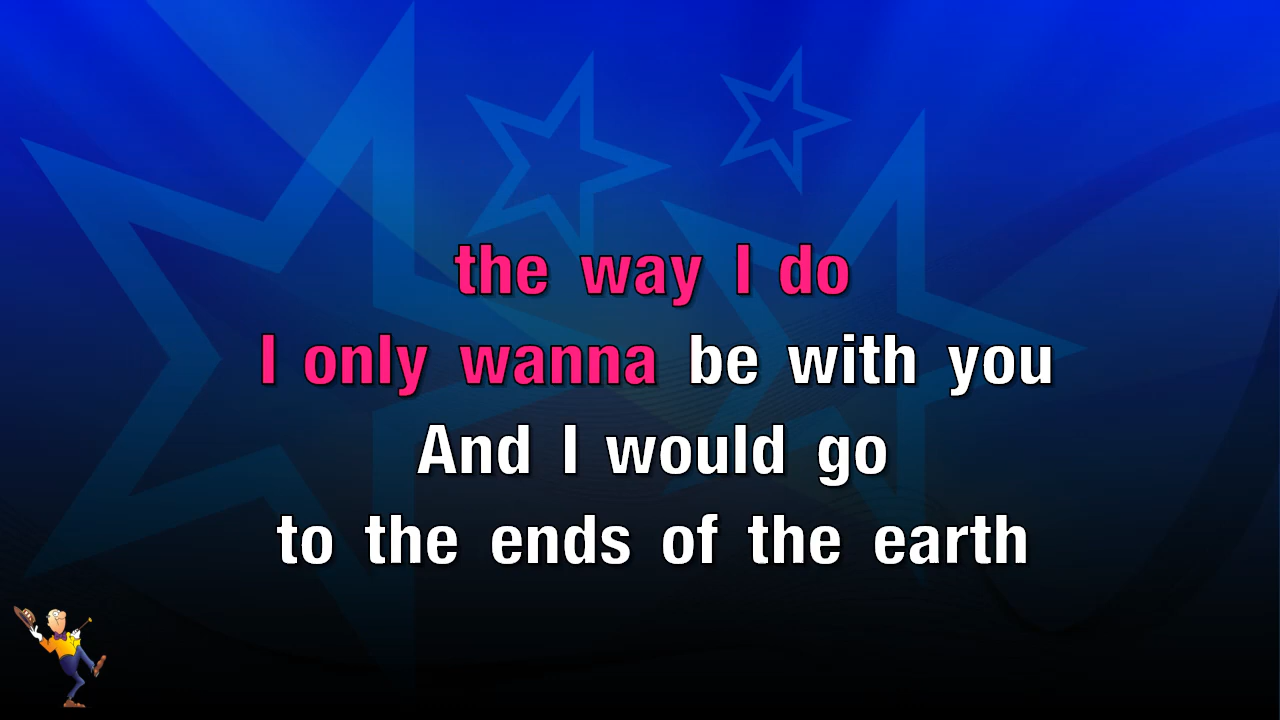 the way I do
I only wanna be with you
And I would go
to the ends of the earth